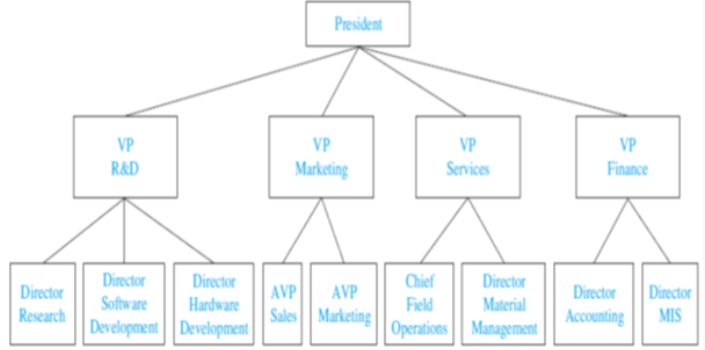 President
VP
R&D
VP
Marketing
VP
Services
VP
Finance
Director
Research
Director
Software
Development
Director
Hardware
Development
AVP
Sales
AVP
Marketing
Chief
Field
Operations
Director
Material
Management
Director
Accounting
Director
MIS